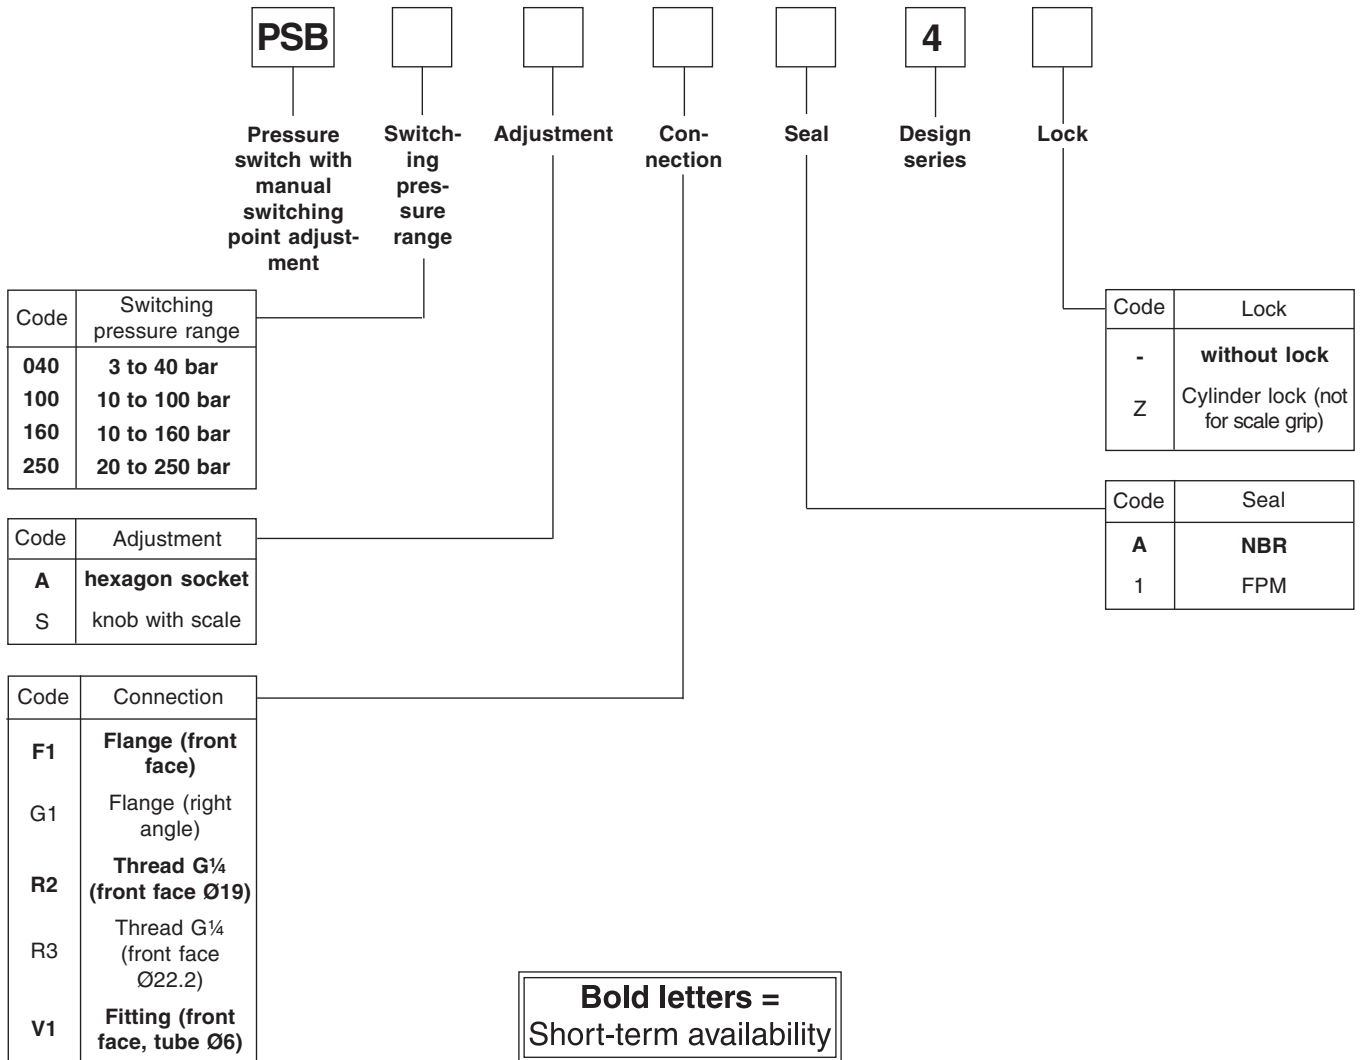 PSB 4
Pressure
switch with
manual
switching
point adjust-
ment
Switch-
ing
pres-
sure
range
Adjustment
Con-
nection
Seal
Design
series
Lock
Code Switching
pressure range
040 3 to 40 bar
100 10 to 100 bar
160 10 to 160 bar
250 20 to 250 bar
Code Adjustment
A hexagon socket
S knob with scale
Code Connection
F1 Flange (front
face)
G1 Flange (right
angle)
R2 Thread G¼
(front face Ø19)
R3 Thread G¼
(front face
Ø22.2)
V1 Fitting (front
face, tube Ø6)
Code Lock
- without lock
Z Cylinder lock (not
for scale grip)
Code Seal
A NBR
1 FPM
Bold letters =
Short-term availability